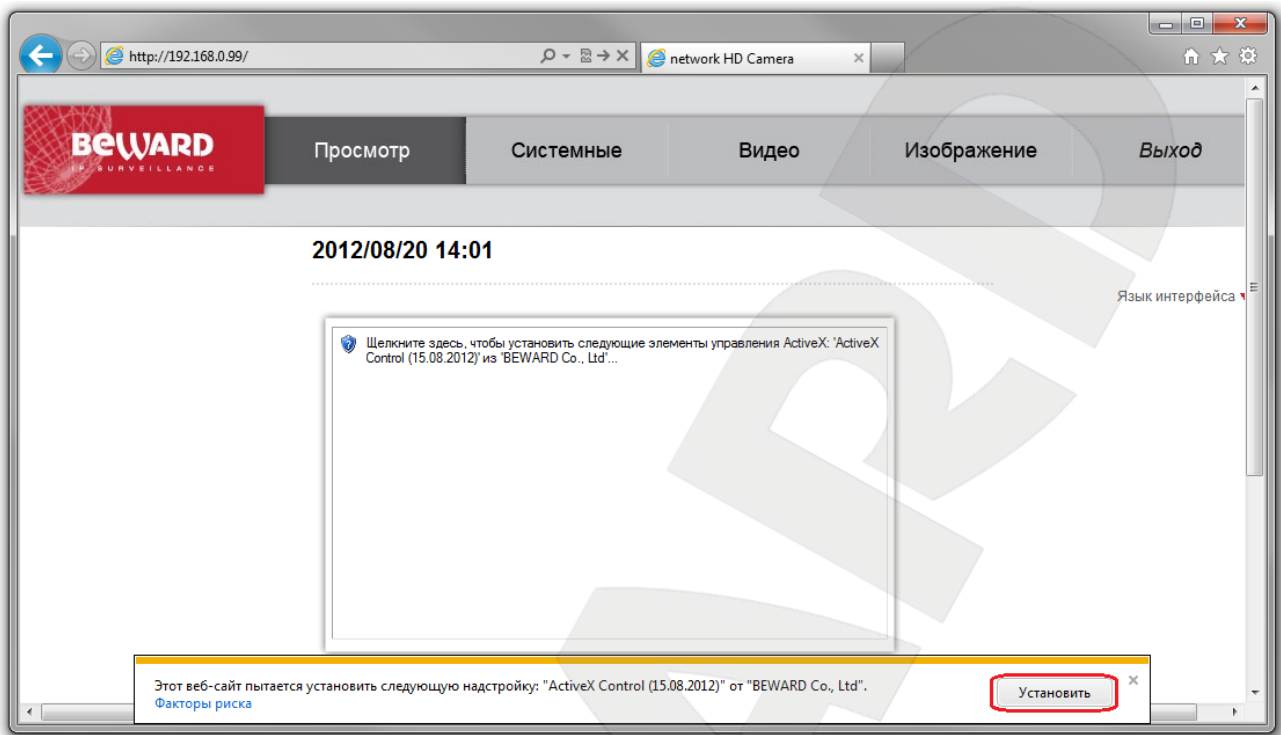 http://192.168.0.99/
network HD Camera
BEWARD
IP SURVEILLANCE
Просмотр
Системные
Видео
Изображение
Выход
2012/08/20 14:01
Язык интерфейса
Щелкните здесь, чтобы установить следующие элементы управления ActiveX: 'ActiveX
Control (15.08.2012)' из 'BEWARD Co., Ltd'...
Этот веб-сайт пытается установить следующую надстройку: "ActiveX Control (15.08.2012)" от "BEWARD Co., Ltd".
Факторы риска
Установить